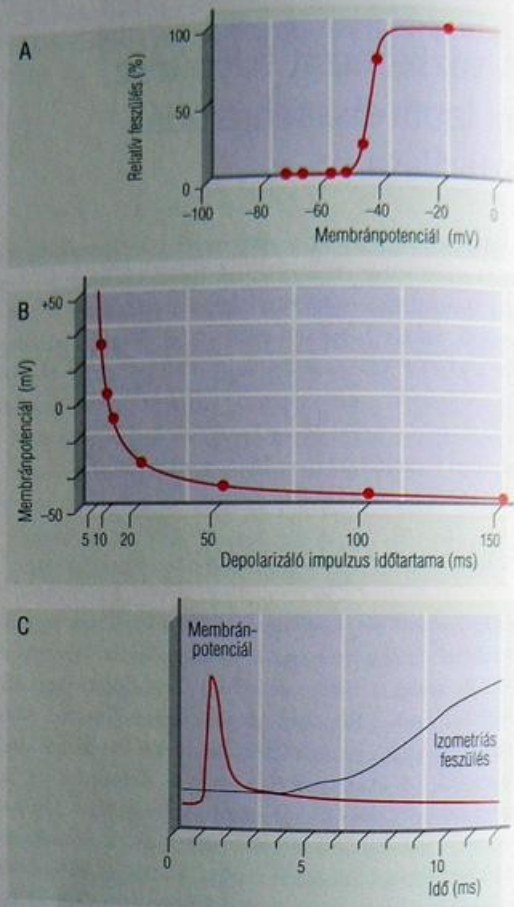 A
Relatív feszülés (%)
100
50
0
–100
–80
–60
–40
–20
0
Membránpotenciál (mV)
B
Membránpotenciál (mV)
+50
0
–50
5 10 20 50 100 150
Depolarizáló impulzus időtartama (ms)
C
Membrán-
potenciál
Izometriás
feszülés
0 5 10
Idő (ms)